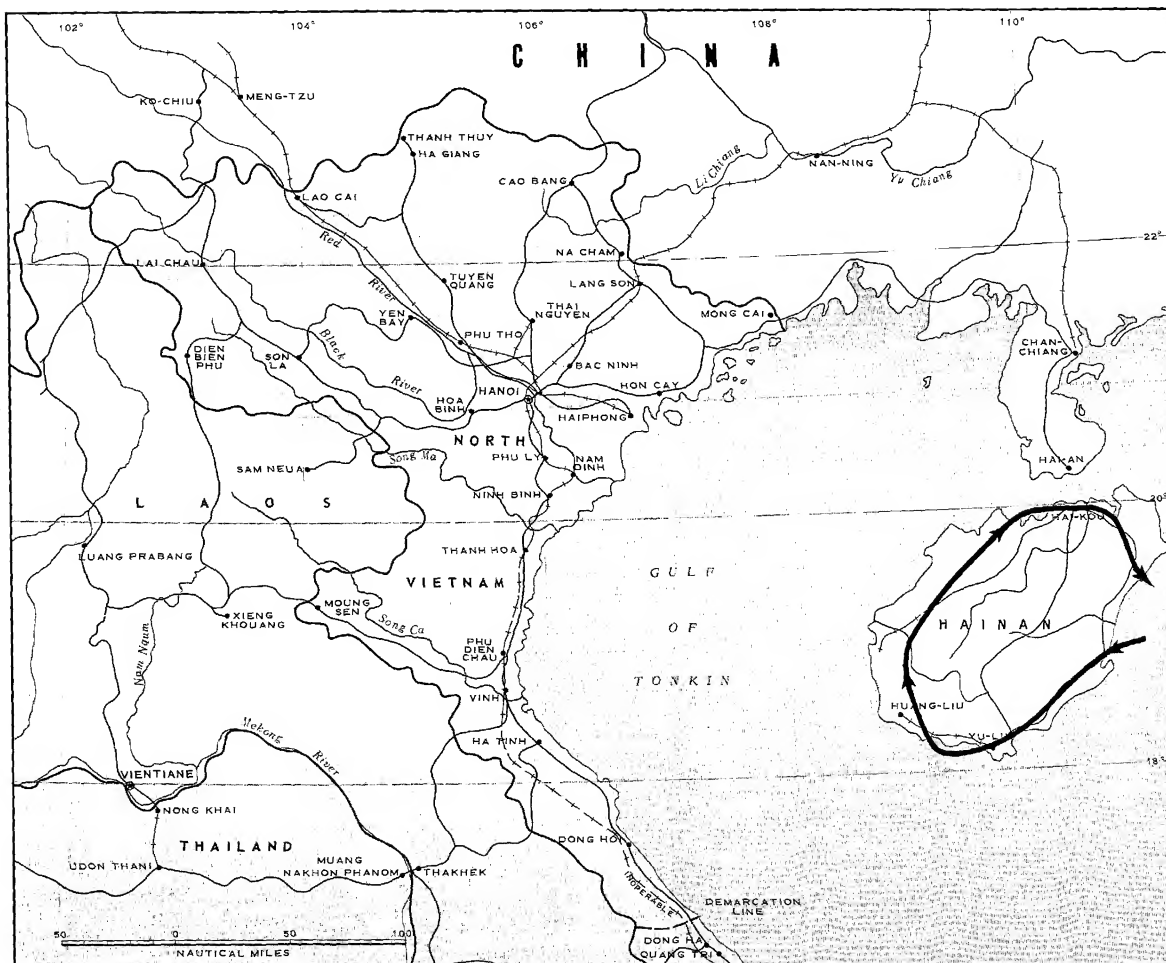 102°
104°
106°
108°
110°
CHINA
KO-CHIU
MENG-TZU
THANH THUY
HA GIANG
NAN-NING
Li Chiang
Yu Chiang
CAO BANG
LAO CAI
Red
River
22°
NA CHAM
LAI CHAU
TUYEN
QUANG
LANG SON
THAI
NGUYEN
MONG CAI
YEN
BAY
PHU THO
Black
River
DIEN
BIEN
PHU
SON
LA
BAC NINH
CHAN-
CHIANG
HANOI
HON GAY
HOA
BINH
HAIPHONG
NORTH
PHU LY
NAM
DINH
SAM NEUA
Song Ma
HAI-AN
NINH BINH
LAOS
20°
HAI-KOU
LUANG PRABANG
THANH HOA
GULF
OF
TONKIN
VIETNAM
MOUNG
SEN
XIENG
KHOUANG
Song Ca
HAINAN
PHU
DIEN
CHAU
Nam Ngum
VINH
HUANG-LIU
YU-LIN
Mekong
River
HA TINH
18°
VIENTIANE
NONG KHAI
THAILAND
DONG HOI
UDON THANI
MUANG
NAKHON PHANOM
THAKHEK
INOPERABLE
DEMARCATION
LINE
50
0
100
NAUTICAL MILES
DONG HA
QUANG TRI